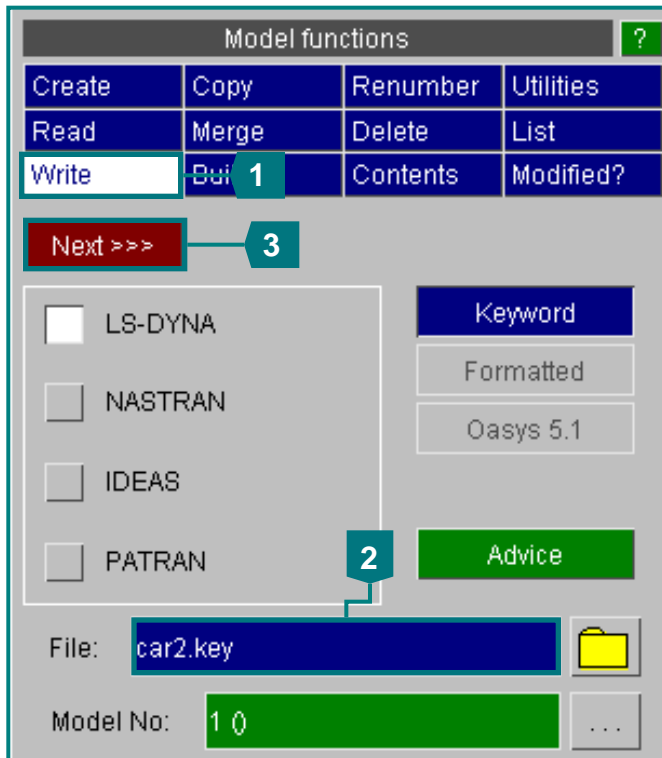 Model functions ?
Create Copy Renumber Utilities
Read Merge Delete List
Write 1 Contents Modified?
Next >>> 3
LS-DYNA Keyword
NASTRAN Formatted
Oasys 5.1
IDEAS
PATRAN 2 Advice
File: car2.key
Model No: 1 () ...